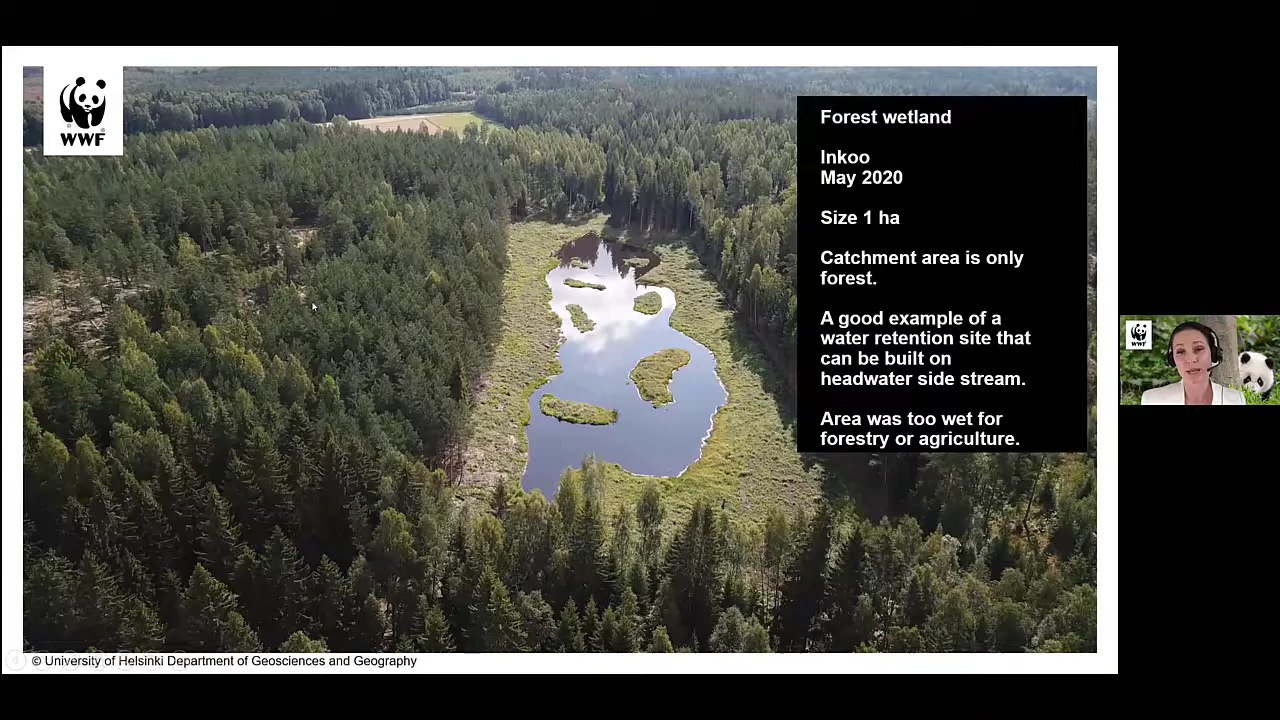 WWF
Forest wetland
Inkoo
May 2020
Size 1 ha
Catchment area is only
forest.
A good example of a
water retention site that
can be built on
headwater side stream.
Area was too wet for
forestry or agriculture.
WWF
© University of Helsinki Department of Geosciences and Geography